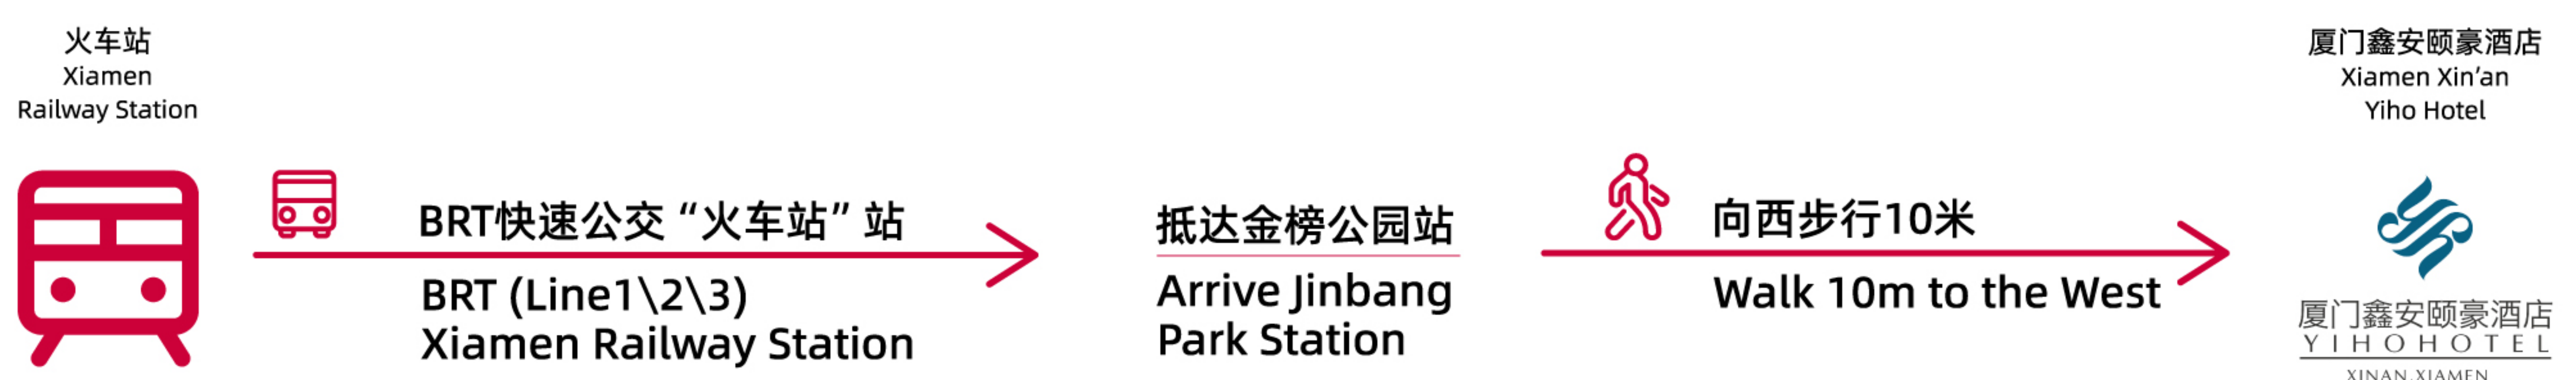 火车站
Xiamen
Railway Station
BRT快速公交“火车站”站
BRT (Line1\2\3)
Xiamen Railway Station
抵达金榜公园站
Arrive Jinbang
Park Station
向西步行10米
Walk 10m to the West
厦门鑫安颐豪酒店
Xiamen Xin’an
Yiho Hotel
厦门鑫安颐豪酒店
YIHOHOTEL
XINAN.XIAMEN